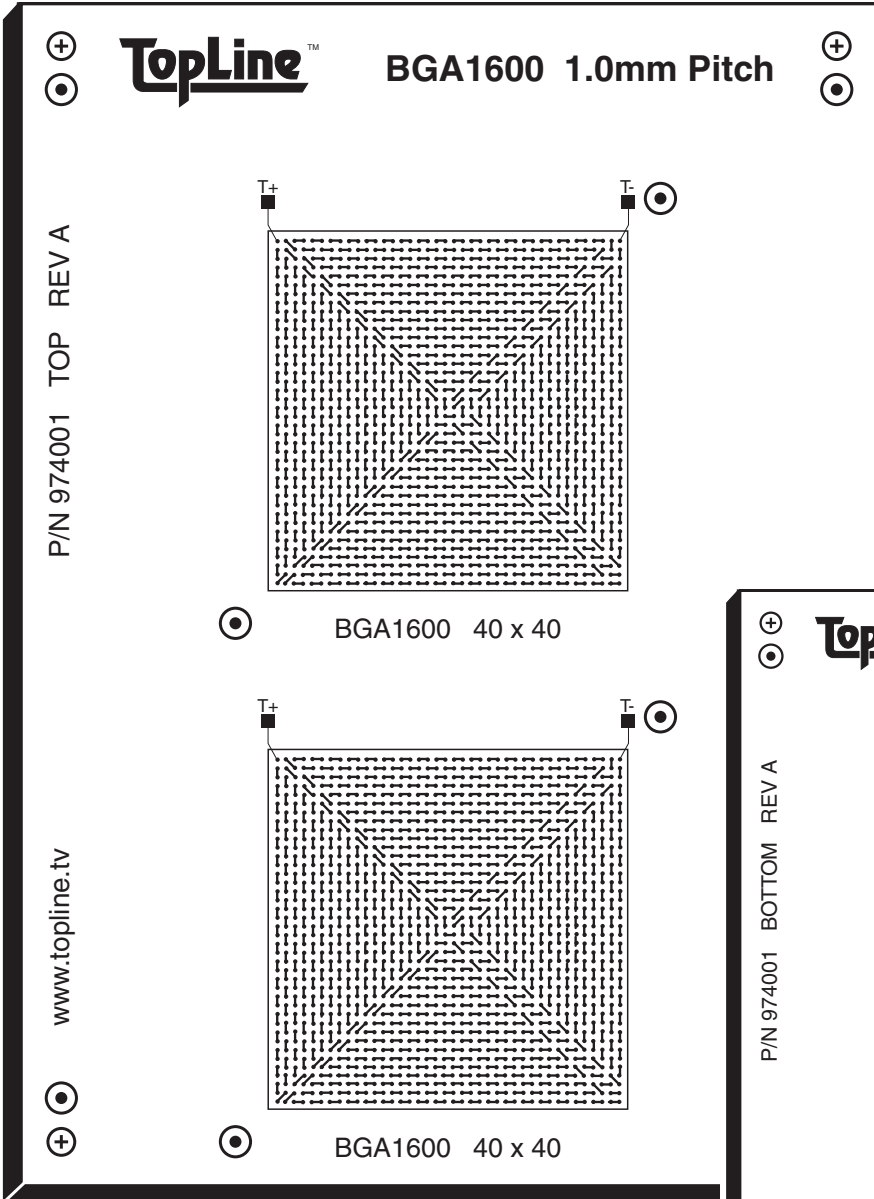 TopLine™
BGA1600 1.0mm Pitch
P/N 974001 TOP REV A
T+
T-
BGA1600 40 x 40
T+
T-
BGA1600 40 x 40
www.topline.tv
Top
P/N 974001 BOTTOM REV A